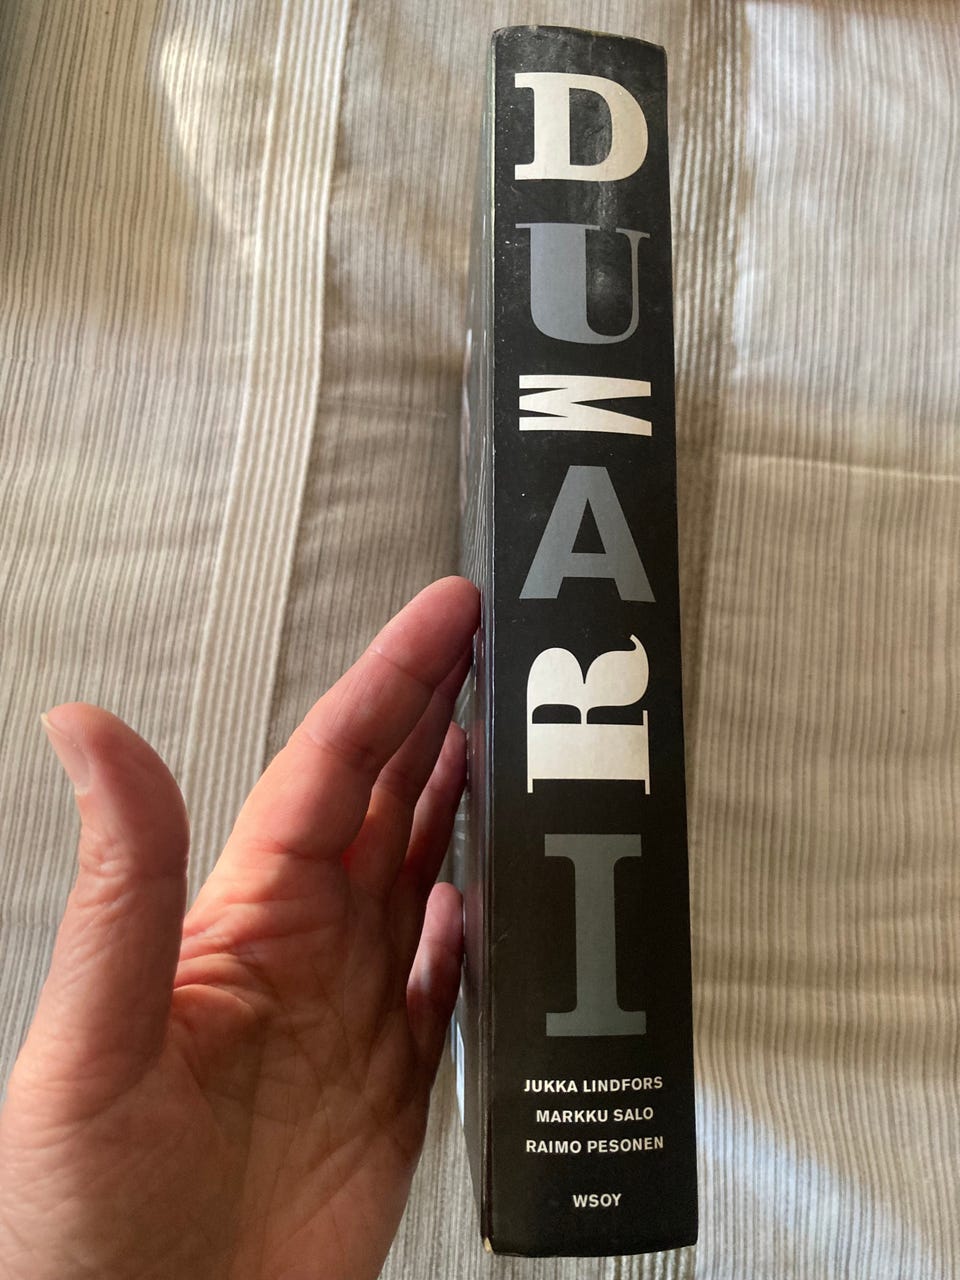 DUMARI
JUKKA LINDFORS
MARKKU SALO
RAIMO PESONEN
WSOY